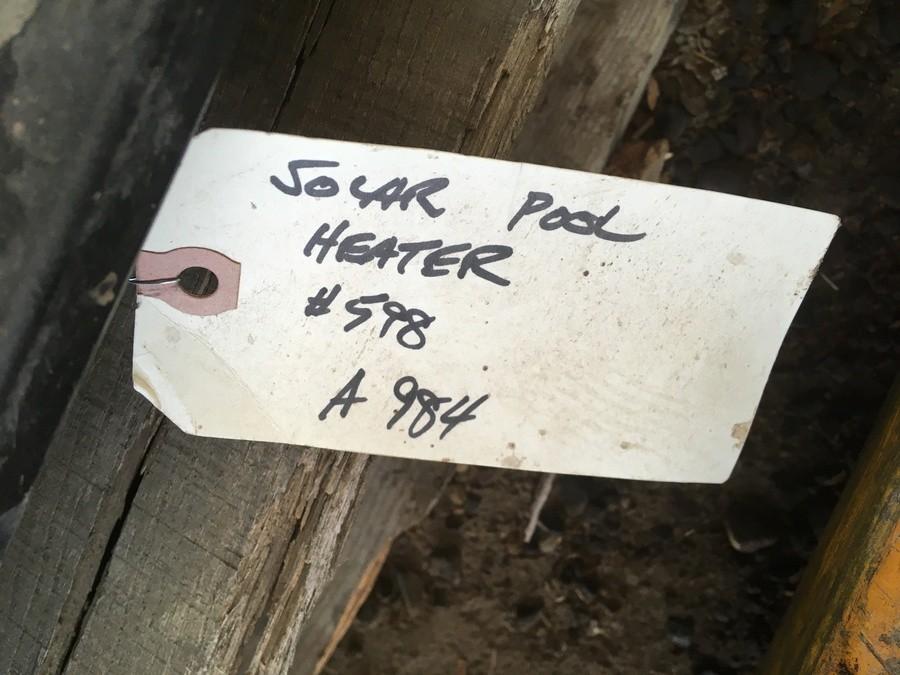 SOLAR POOL
HEATER
#598
A 984